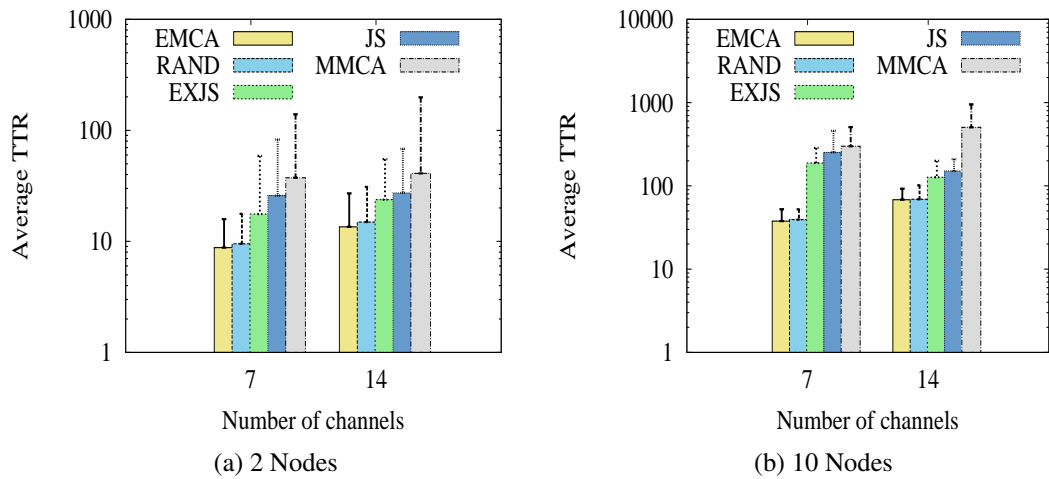 1000
100
10
1
Average TTR
EMCA
RAND
EXJS
JS
MMCA
7
14
Number of channels
(a) 2 Nodes
10000
1000
100
10
1
Average TTR
EMCA
RAND
EXJS
JS
MMCA
7
14
Number of channels
(b) 10 Nodes